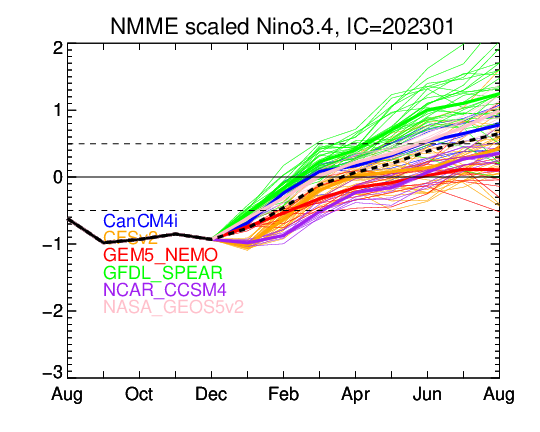 NMME scaled Nino3.4, IC=202301
2
1
0
−1
−2
−3
CanCM4i
CFSv2
GEM5_NEMO
GFDL_SPEAR
NCAR_CCSM4
NASA_GEOS5v2
Aug Oct Dec Feb Apr Jun Aug